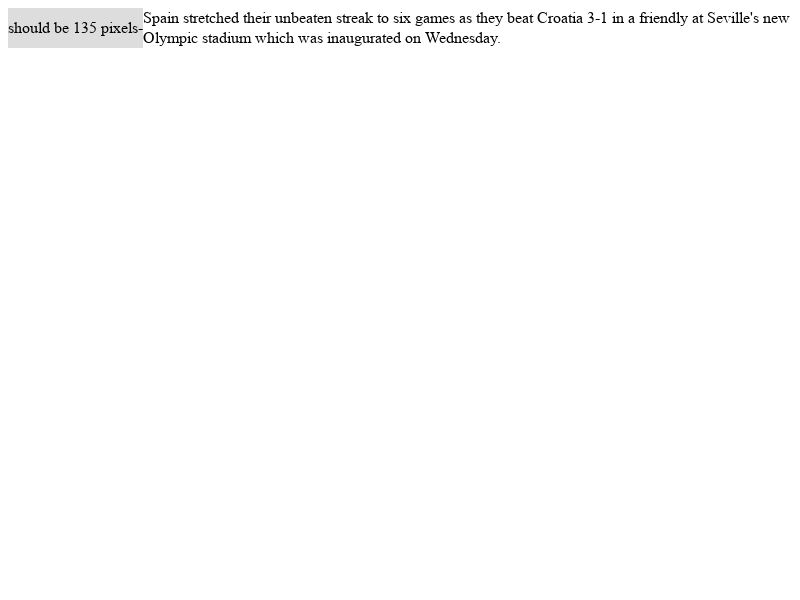 should be 135 pixels-
Spain stretched their unbeaten streak to six games as they beat Croatia 3-1 in a friendly at Seville's new
Olympic stadium which was inaugurated on Wednesday.